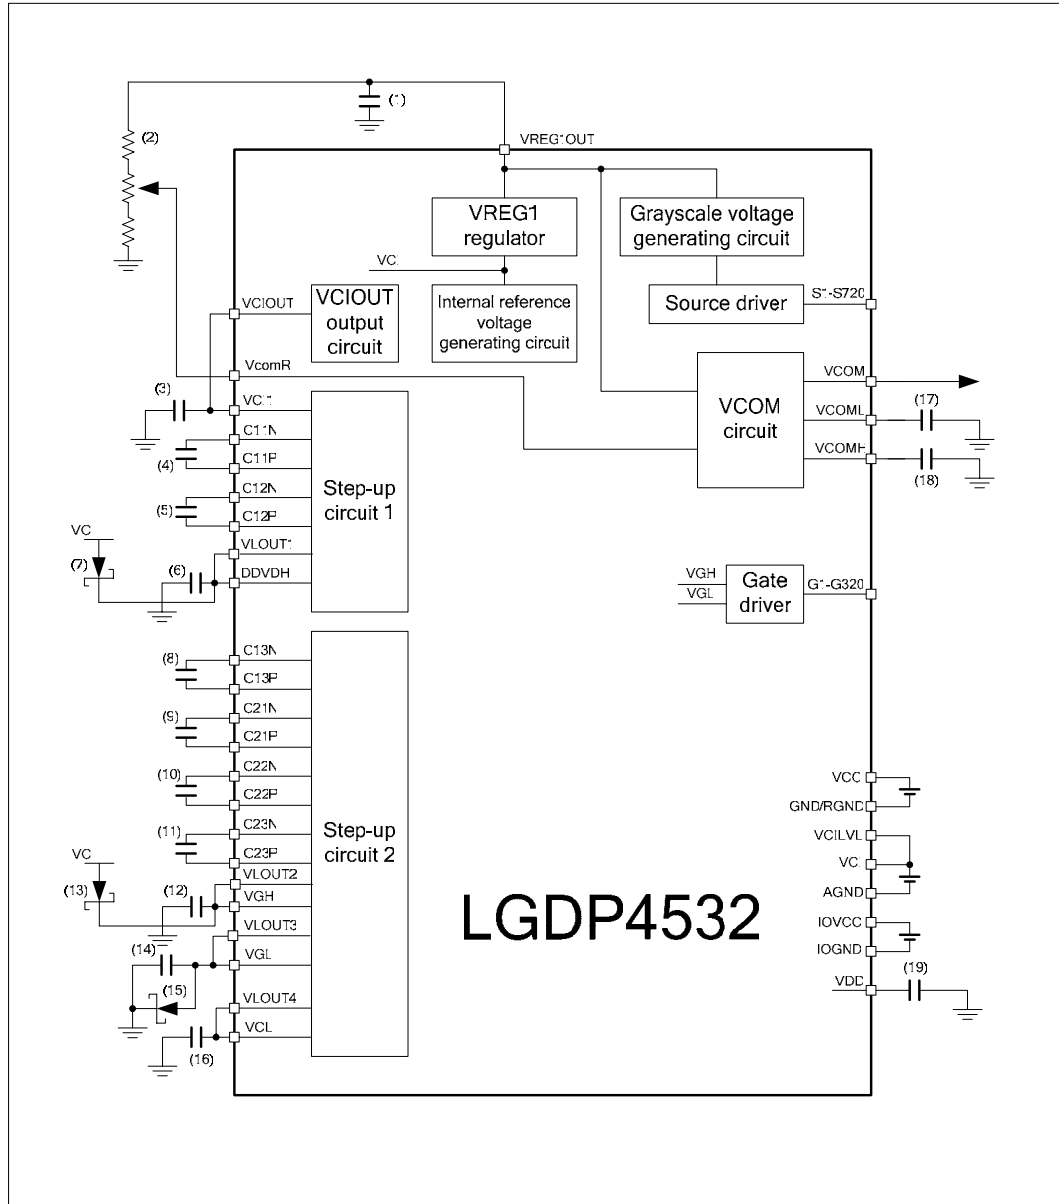 (1)
(2)
VREG1OUT
VREG1
regulator
Grayscale voltage
generating circuit
VCI
VCIOUT
VCIOUT
output
circuit
Internal reference
voltage
generating circuit
Source driver
S1-S720
VcomR
(3)
VCI1
C11N
(4)
C11P
C12N
(5)
C12P
Step-up
circuit 1
VCOM
circuit
VCOM
VCOML
(17)
VCOMH
(18)
VCI
(7)
VLOUT1
(6)
DDVDH
VGH
VGL
Gate
driver
G1-G320
C13N
(8)
C13P
C21N
(9)
C21P
C22N
(10)
C22P
C23N
(11)
C23P
Step-up
circuit 2
VCI
(13)
VLOUT2
(12)
VGH
VLOUT3
(14)
VGL
(15)
VLOUT4
VCL
(16)
LGDP4532
VCC
GND/RGND
VCILVL
VCI
AGND
IOVCC
IOGND
VDD
(19)